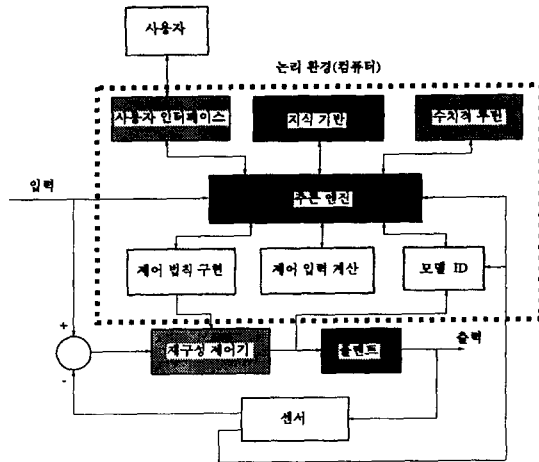 사용자
논리 환경(컴퓨터)
사용자 인터페이스
지식 기반
수치적 루틴
입력
추론 엔진
제어 법칙 구현
제어 입력 계산
모델 ID
+
재구성 제어기
플랜트
출력
-
센서